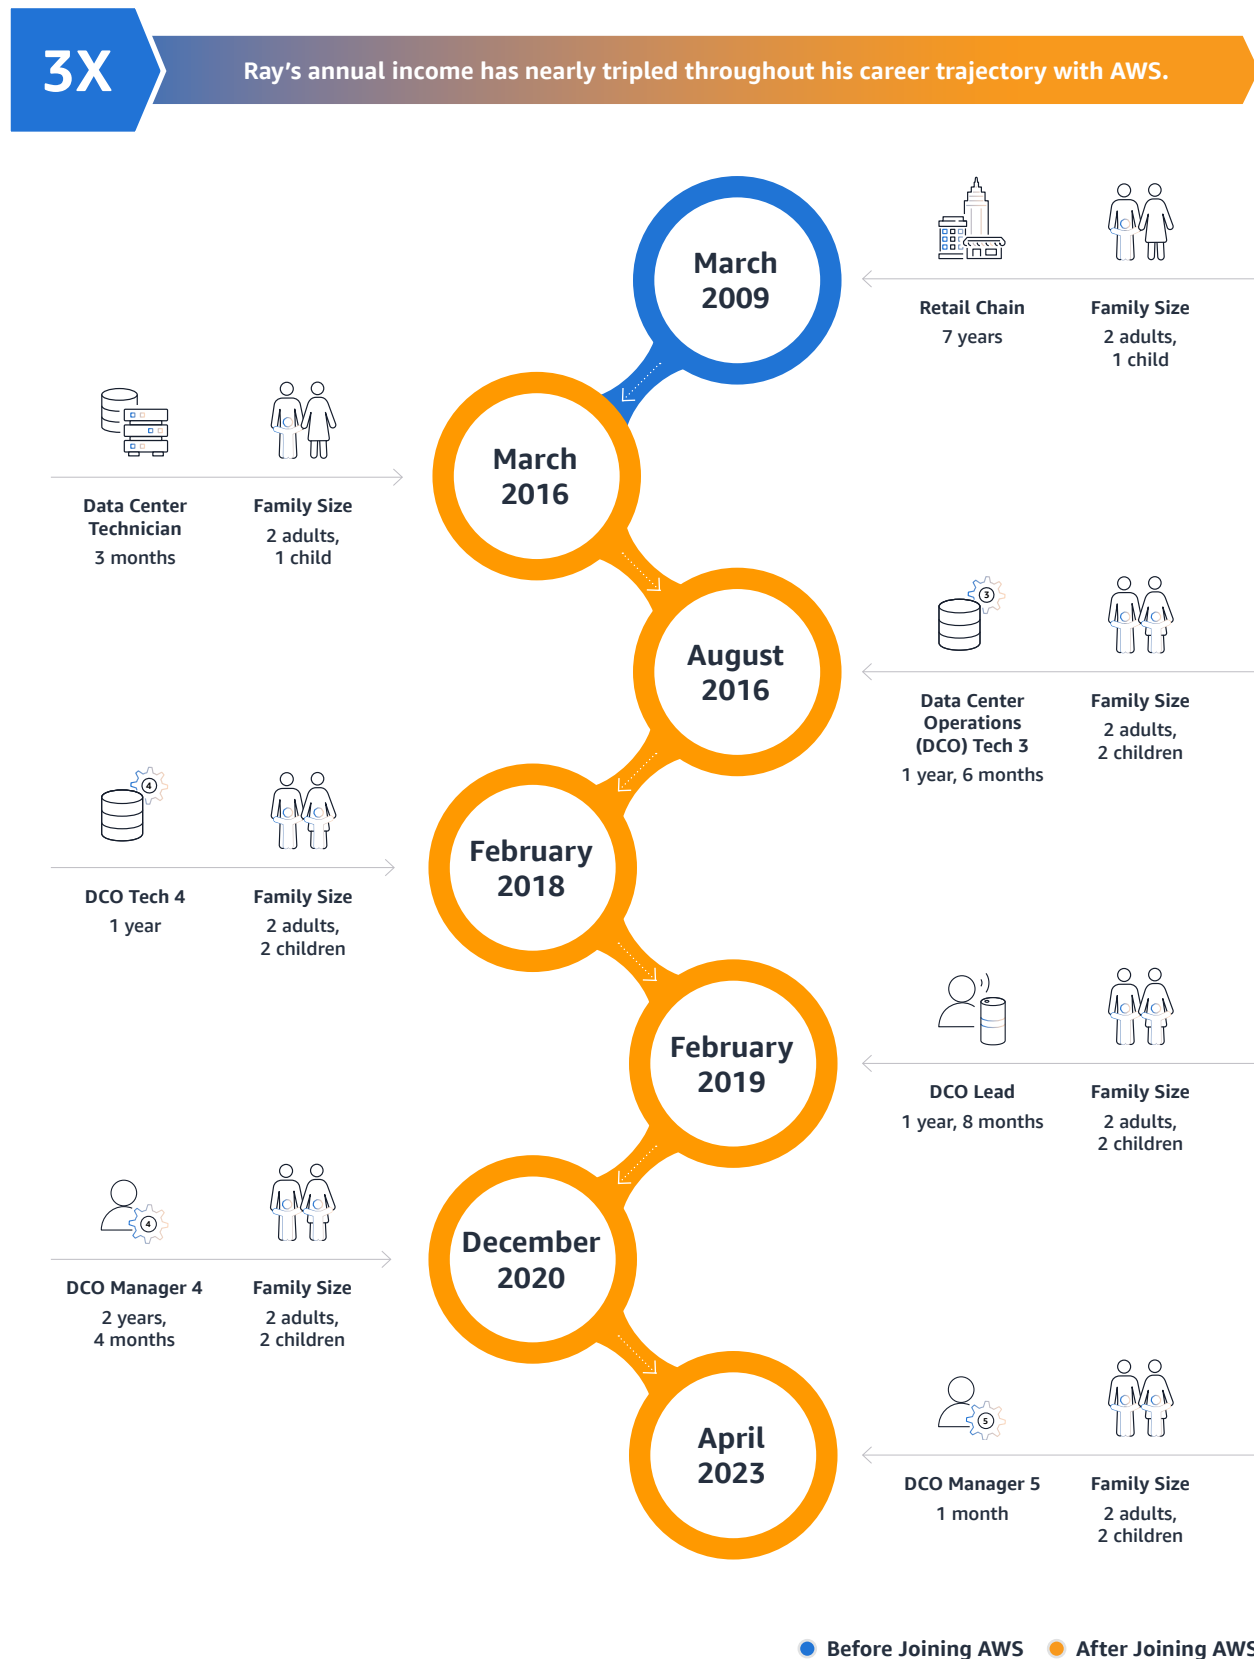 3X
Ray's annual income has nearly tripled throughout his career trajectory with AWS.
March
2009
Retail Chain
7 years
Family Size
2 adults,
1 child
March
2016
Data Center
Technician
3 months
Family Size
2 adults,
1 child
August
2016
3
Data Center
Operations
(DCO) Tech 3
1 year, 6 months
Family Size
2 adults,
2 children
February
2018
4
DCO Tech 4
1 year
Family Size
2 adults,
2 children
February
2019
DCO Lead
1 year, 8 months
Family Size
2 adults,
2 children
December
2020
4
DCO Manager 4
2 years,
4 months
Family Size
2 adults,
2 children
April
2023
5
DCO Manager 5
1 month
Family Size
2 adults,
2 children
Before Joining AWS
After Joining AWS